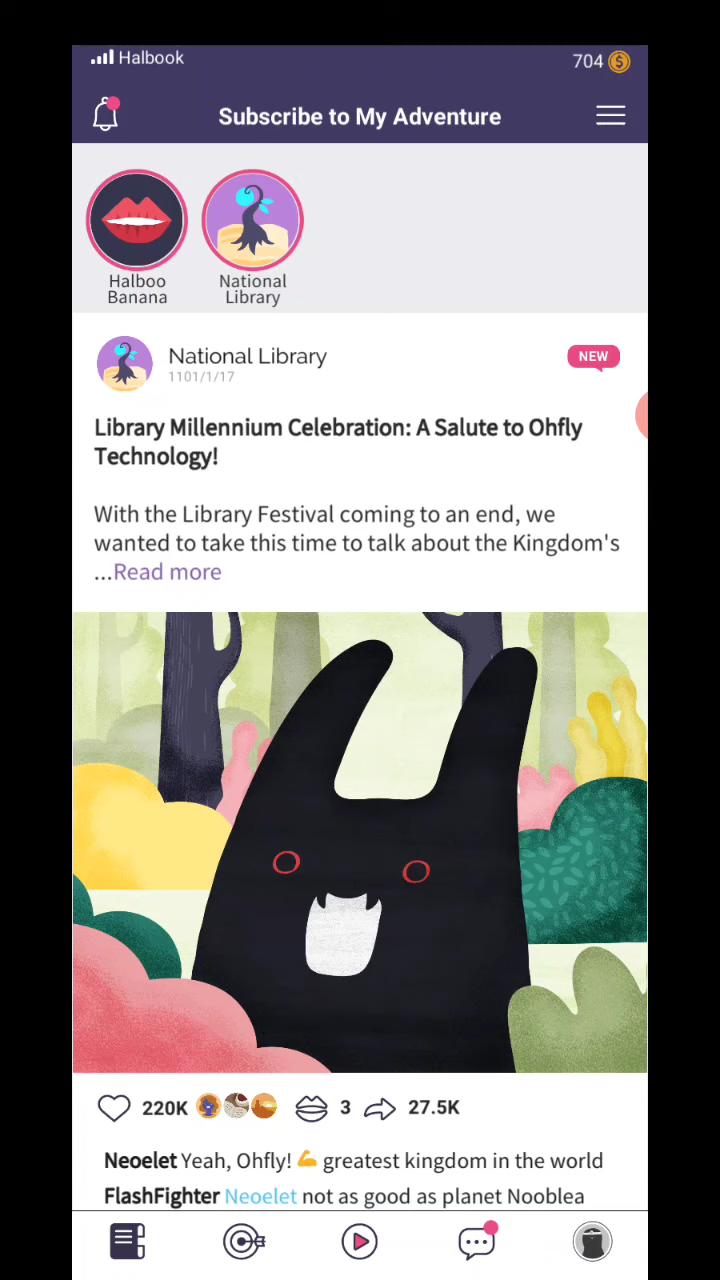 Halbook
704
Subscribe to My Adventure
Halboo
Banana
National
Library
National Library
NEW
1101/1/17
Library Millennium Celebration: A Salute to Ohfly
Technology!
With the Library Festival coming to an end, we
wanted to take this time to talk about the Kingdom's
...Read more
220K
3
27.5K
Neoelet Yeah, Ohfly! 💪 greatest kingdom in the world
FlashFighter Neoelet not as good as planet Nooblea